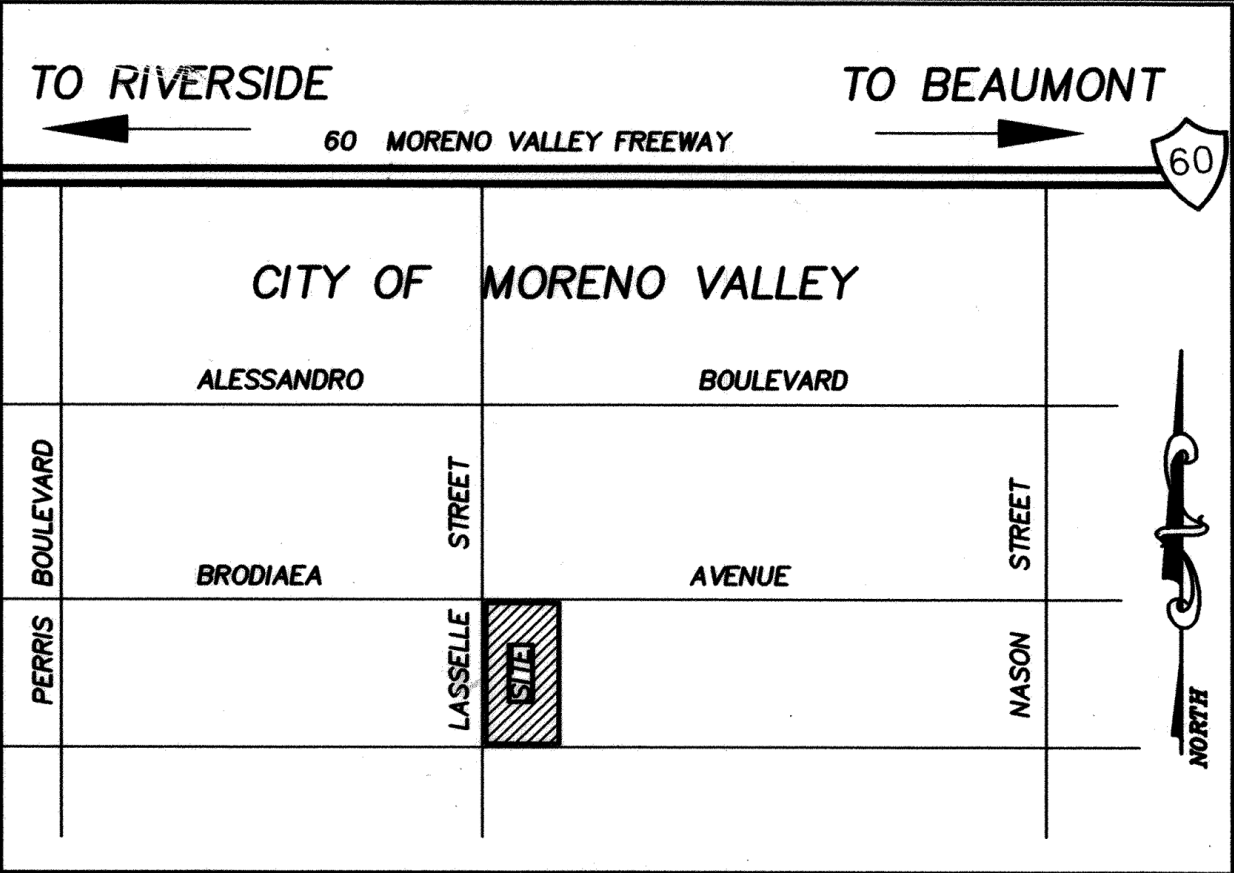 TO RIVERSIDE
TO BEAUMONT
60 MORENO VALLEY FREEWAY
60
CITY OF MORENO VALLEY
ALESSANDRO BOULEVARD
PERRIS BOULEVARD
LASSELLE STREET
NASON STREET
BRODIAEA AVENUE
SITE
NORTH